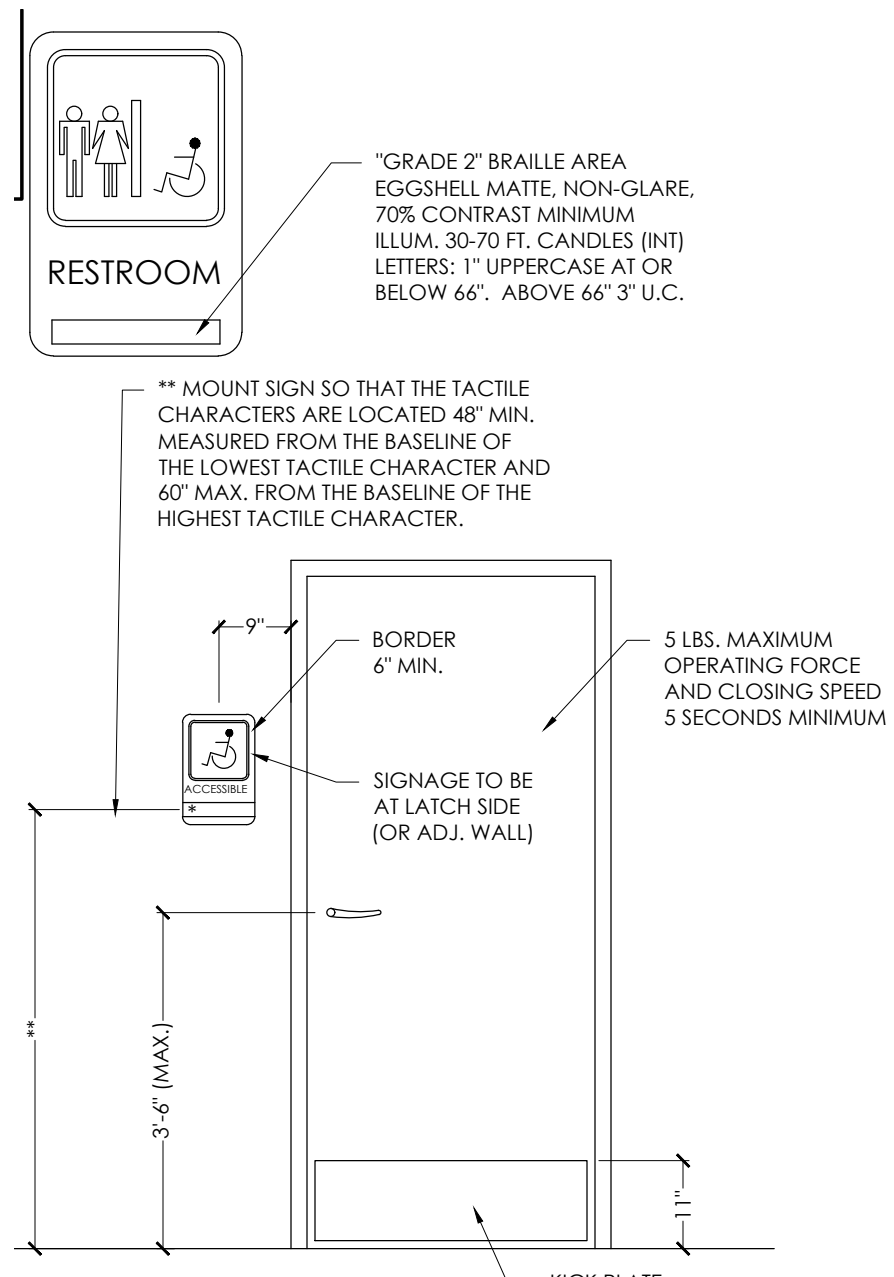 RESTROOM
"GRADE 2" BRAILLE AREA
EGGSHELL MATTE, NON-GLARE,
70% CONTRAST MINIMUM
ILLUM. 30-70 FT. CANDLES (INT)
LETTERS: 1" UPPERCASE AT OR
BELOW 66". ABOVE 66" 3" U.C.
** MOUNT SIGN SO THAT THE TACTILE
CHARACTERS ARE LOCATED 48" MIN.
MEASURED FROM THE BASELINE OF
THE LOWEST TACTILE CHARACTER AND
60" MAX. FROM THE BASELINE OF THE
HIGHEST TACTILE CHARACTER.
9"
BORDER
6" MIN.
5 LBS. MAXIMUM
OPERATING FORCE
AND CLOSING SPEED
5 SECONDS MINIMUM
ACCESSIBLE
*
SIGNAGE TO BE
AT LATCH SIDE
(OR ADJ. WALL)
**
3'-6" (MAX.)
11"
KICK PLATE